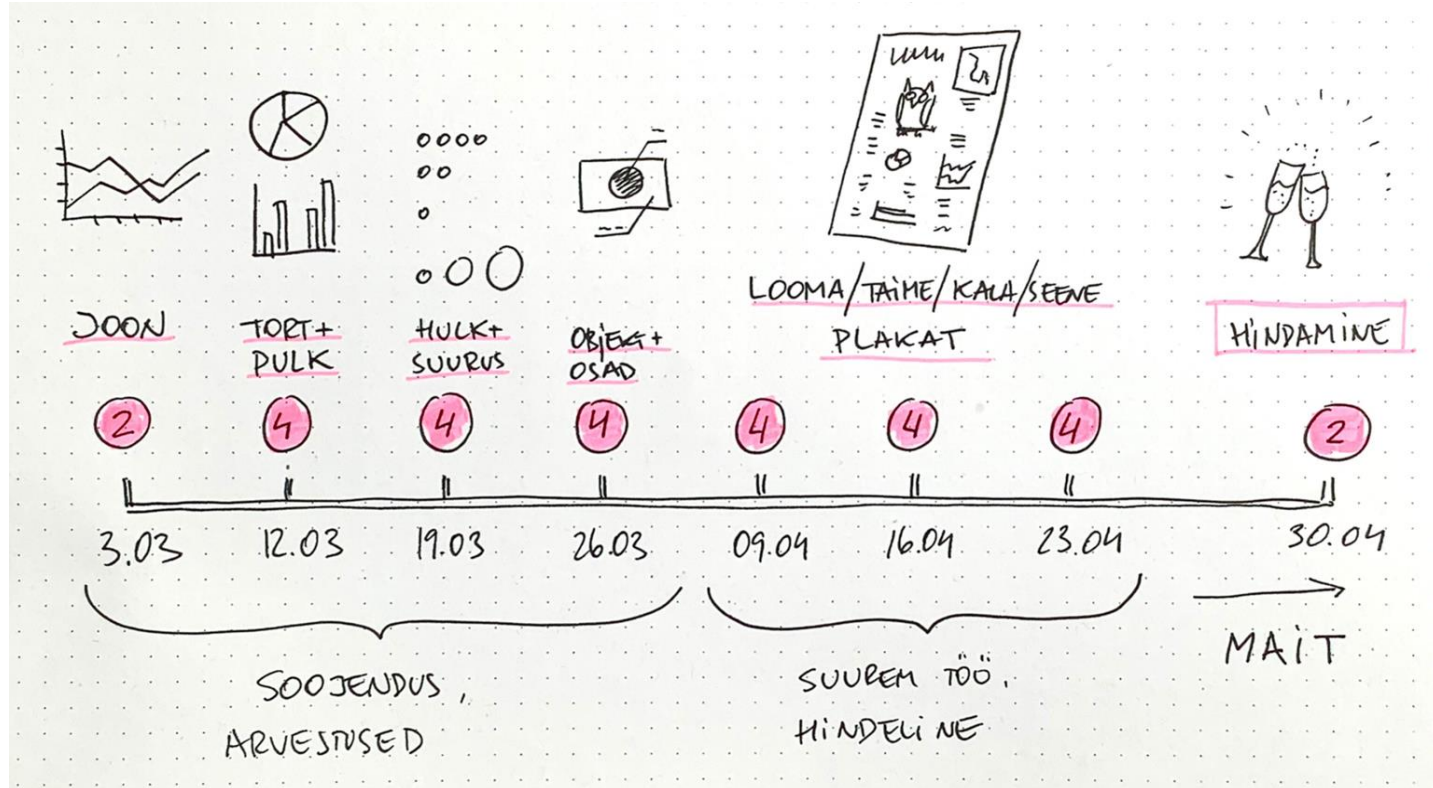 JOON
TORT+
PULK
HULK+
SUURUS
OBJEKT+
OSAD
LOOMA/TAIME/KALA/SEENE
PLAKAT
HINDAMINE
2
4
4
4
4
4
4
2
3.03
12.03
19.03
26.03
09.04
16.04
23.04
30.04
SOOJENDUS,
ARVESTUSED
SUUREM TÖÖ,
HINDELINE
MAIT